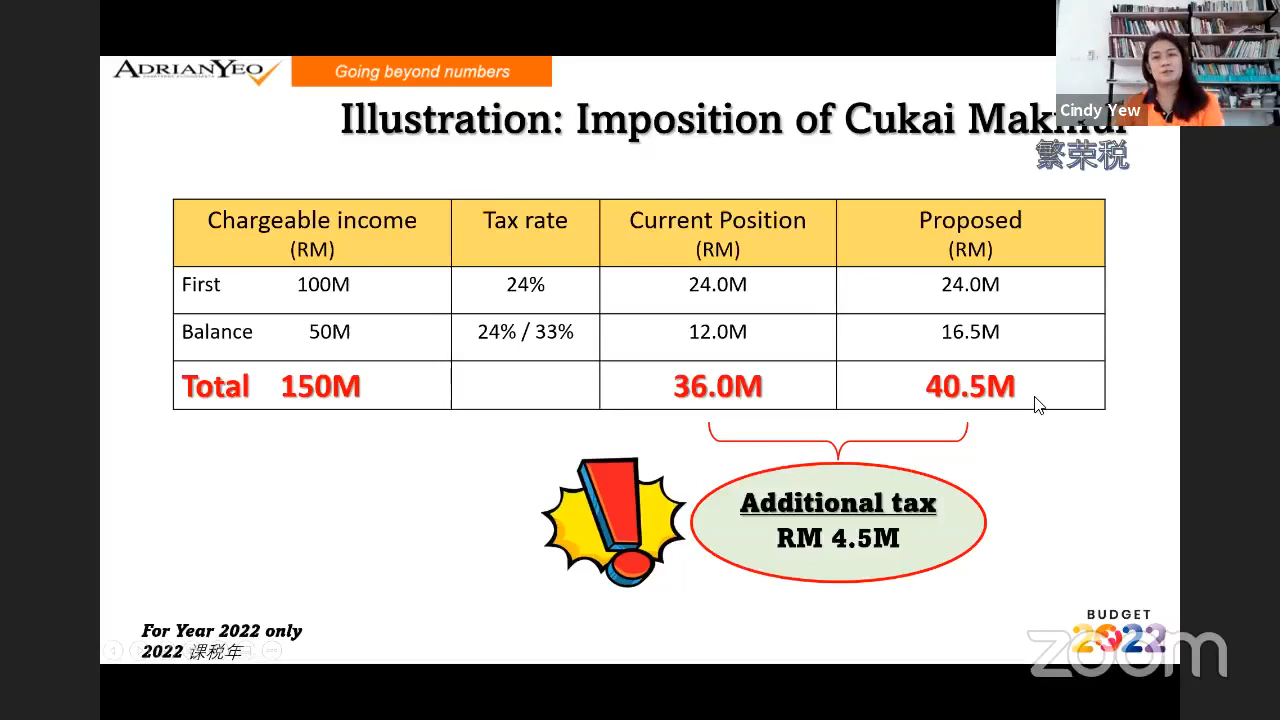 ADRIANYEO
Going beyond numbers
Cindy Yew
Illustration: Imposition of Cukai Makmur
繁荣税
Chargeable income (RM) Tax rate Current Position (RM) Proposed (RM)
First 100M 24% 24.0M 24.0M
Balance 50M 24% / 33% 12.0M 16.5M
Total 150M 36.0M 40.5M
Additional tax
RM 4.5M
For Year 2022 only
2022 课税年
BUDGET
2022
zoom